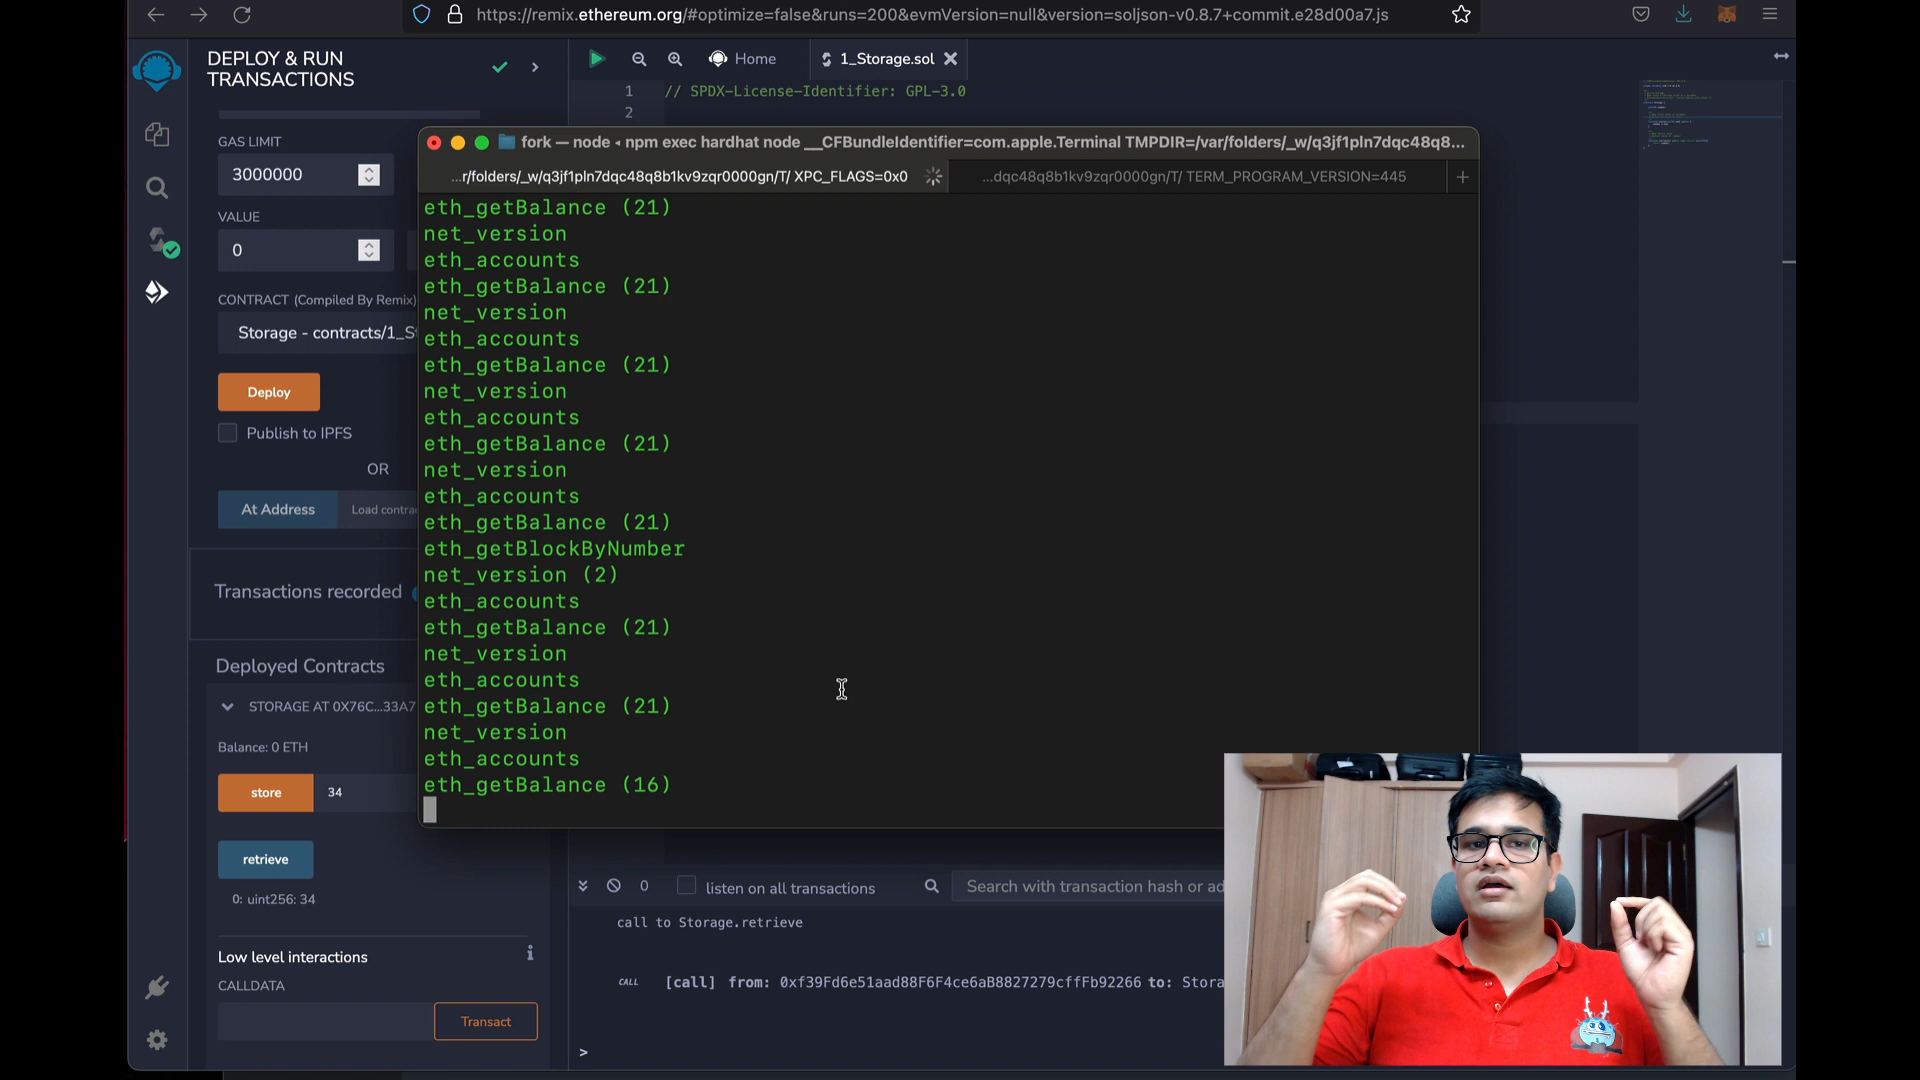 https://remix.ethereum.org/#optimize=false&runs=200&evmVersion=null&version=soljson-v0.8.7+commit.e28d00a7.js
DEPLOY & RUN
TRANSACTIONS
Home
1_Storage.sol
1
// SPDX-License-Identifier: GPL-3.0
2
GAS LIMIT
3000000
VALUE
0
CONTRACT (Compiled By Remix)
Storage - contracts/1_S
Deploy
Publish to IPFS
OR
At Address
Load contra
Transactions recorded
Deployed Contracts
STORAGE AT 0X76C...33A7
Balance: 0 ETH
store
34
retrieve
0: uint256: 34
Low level interactions
i
CALLDATA
Transact
fork — node ◂ npm exec hardhat node __CFBundleIdentifier=com.apple.Terminal TMPDIR=/var/folders/_w/q3jf1pln7dqc48q8...
...r/folders/_w/q3jf1pln7dqc48q8b1kv9zqr0000gn/T/ XPC_FLAGS=0x0
...dqc48q8b1kv9zqr0000gn/T/ TERM_PROGRAM_VERSION=445
+
eth_getBalance (21)
net_version
eth_accounts
eth_getBalance (21)
net_version
eth_accounts
eth_getBalance (21)
net_version
eth_accounts
eth_getBalance (21)
net_version
eth_accounts
eth_getBalance (21)
eth_getBlockByNumber
net_version (2)
eth_accounts
eth_getBalance (21)
net_version
eth_accounts
eth_getBalance (21)
net_version
eth_accounts
eth_getBalance (16)
0
listen on all transactions
Search with transaction hash or ad
call to Storage.retrieve
CALL
[call] from: 0xf39Fd6e51aad88F6F4ce6aB8827279cffFb92266 to: Stora
>